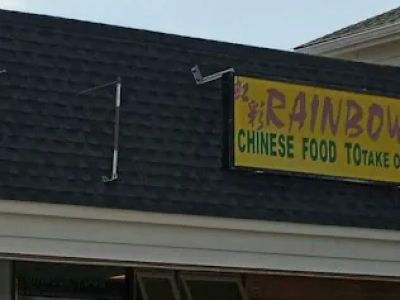 虹彩 RAINBOW
CHINESE FOOD TO TAKE O